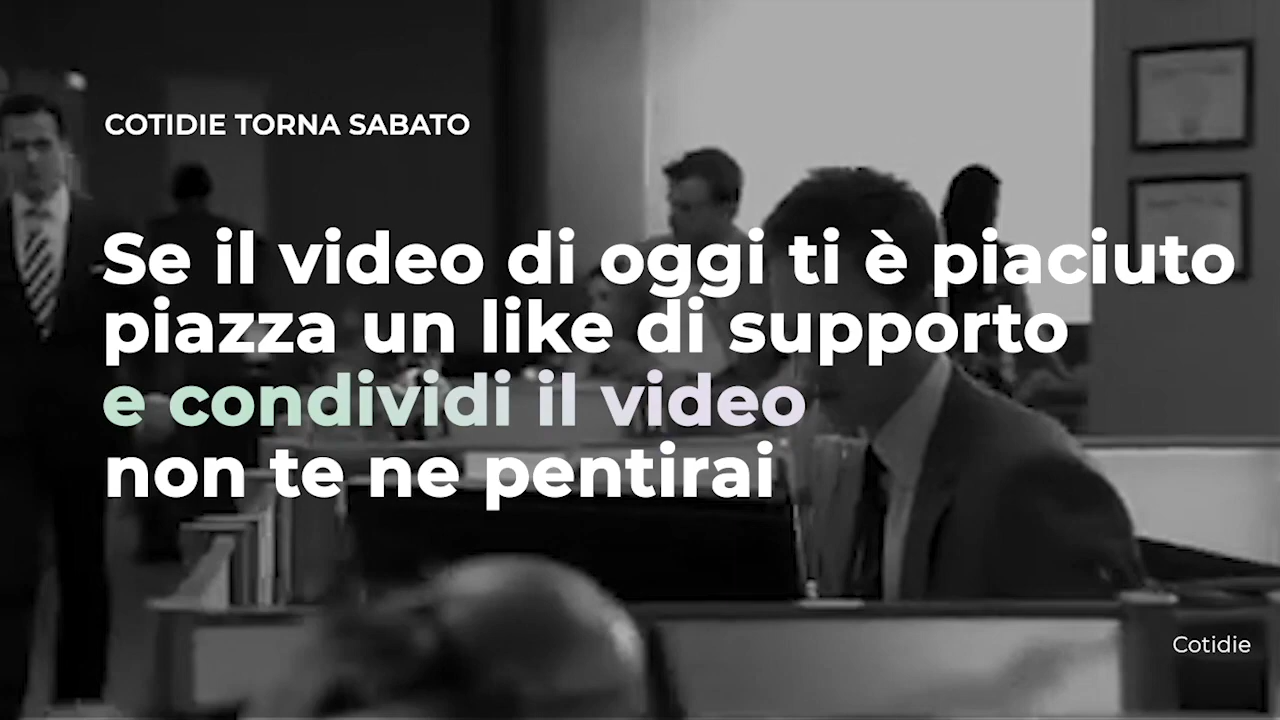 COTIDIE TORNA SABATO
Se il video di oggi ti è piaciuto
piazza un like di supporto
e condividi il video
non te ne pentirai
Cotidie